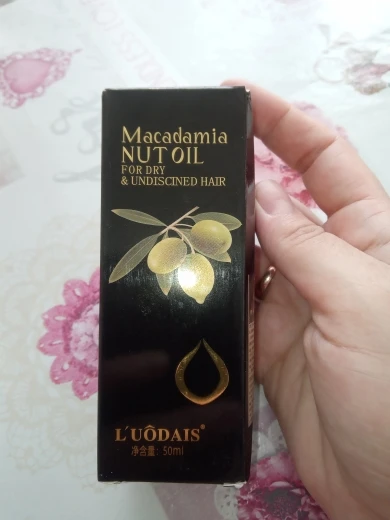 Macadamia
NUT OIL
FOR DRY
& UNDISCINED HAIR
L'UÔDAIS®
净含量: 50ml